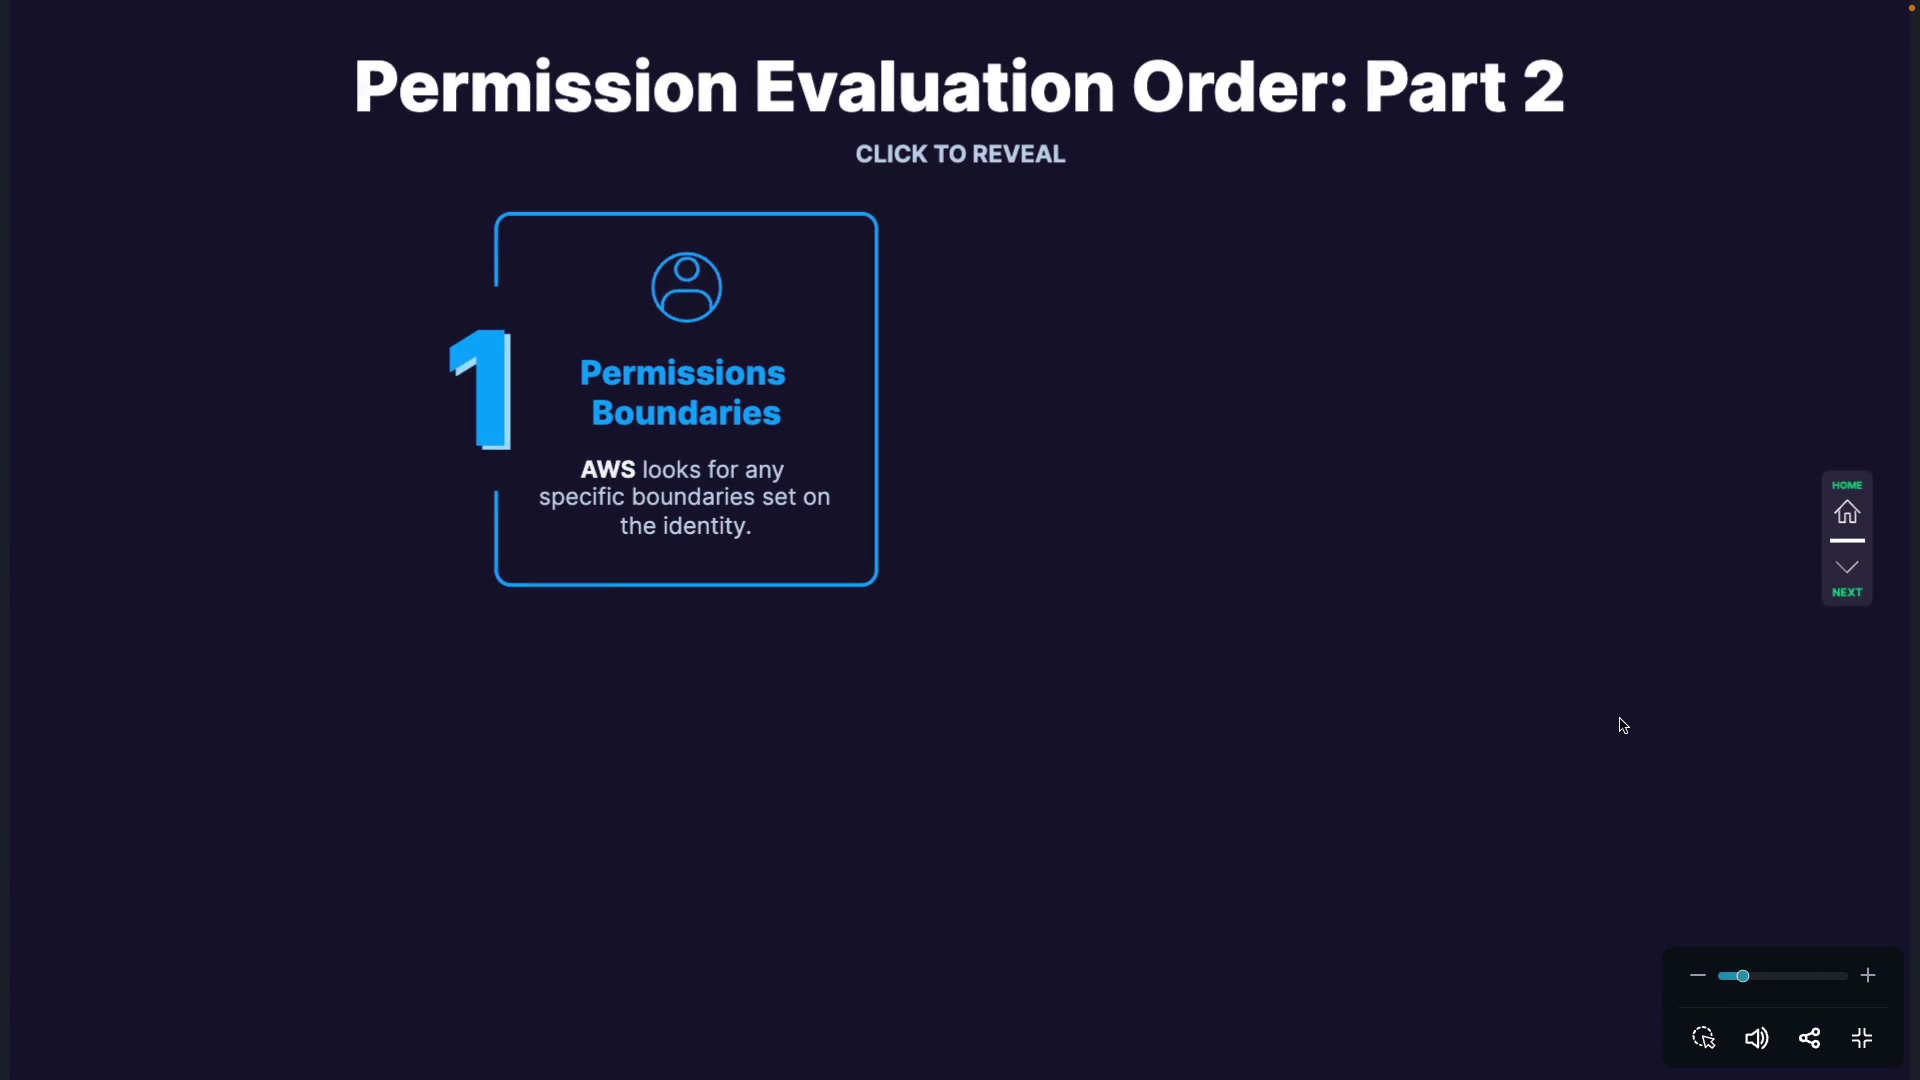 Permission Evaluation Order: Part 2
CLICK TO REVEAL
1
Permissions
Boundaries
AWS looks for any
specific boundaries set on
the identity.
HOME
NEXT